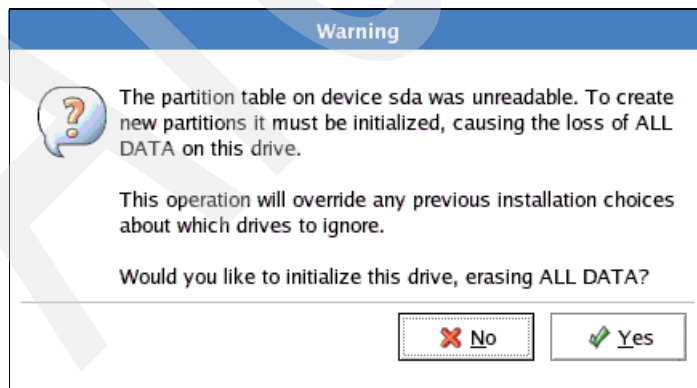 Warning
The partition table on device sda was unreadable. To create
new partitions it must be initialized, causing the loss of ALL
DATA on this drive.
This operation will override any previous installation choices
about which drives to ignore.
Would you like to initialize this drive, erasing ALL DATA?
No
Yes